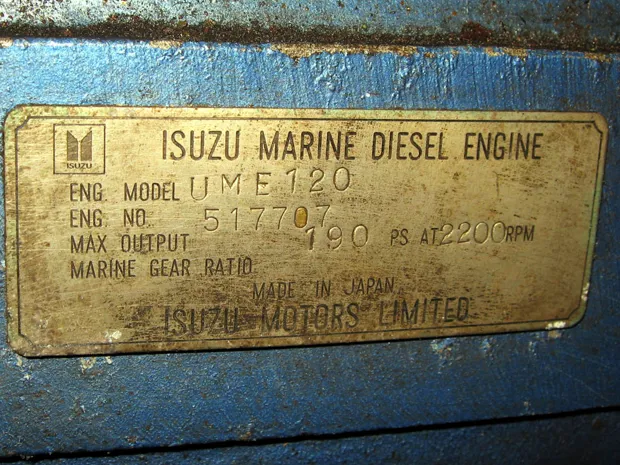 ISUZU
ISUZU MARINE DIESEL ENGINE
ENG. MODEL UME120
ENG NO. 517707
MAX OUTPUT 190 PS AT 2200 RPM
MARINE GEAR RATIO
MADE IN JAPAN
ISUZU MOTORS LIMITED